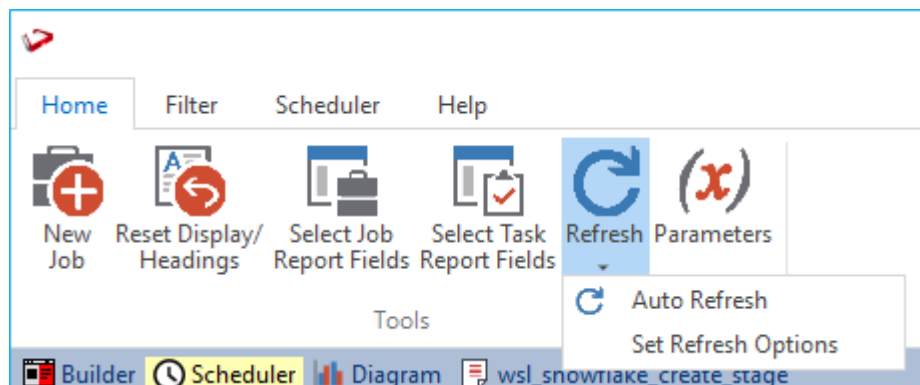 Home Filter Scheduler Help
New Job
Reset Display/ Headings
Select Job Report Fields
Select Task Report Fields
Refresh
Parameters
Auto Refresh
Set Refresh Options
Tools
Builder Scheduler Diagram wsl_snowflake_create_stage